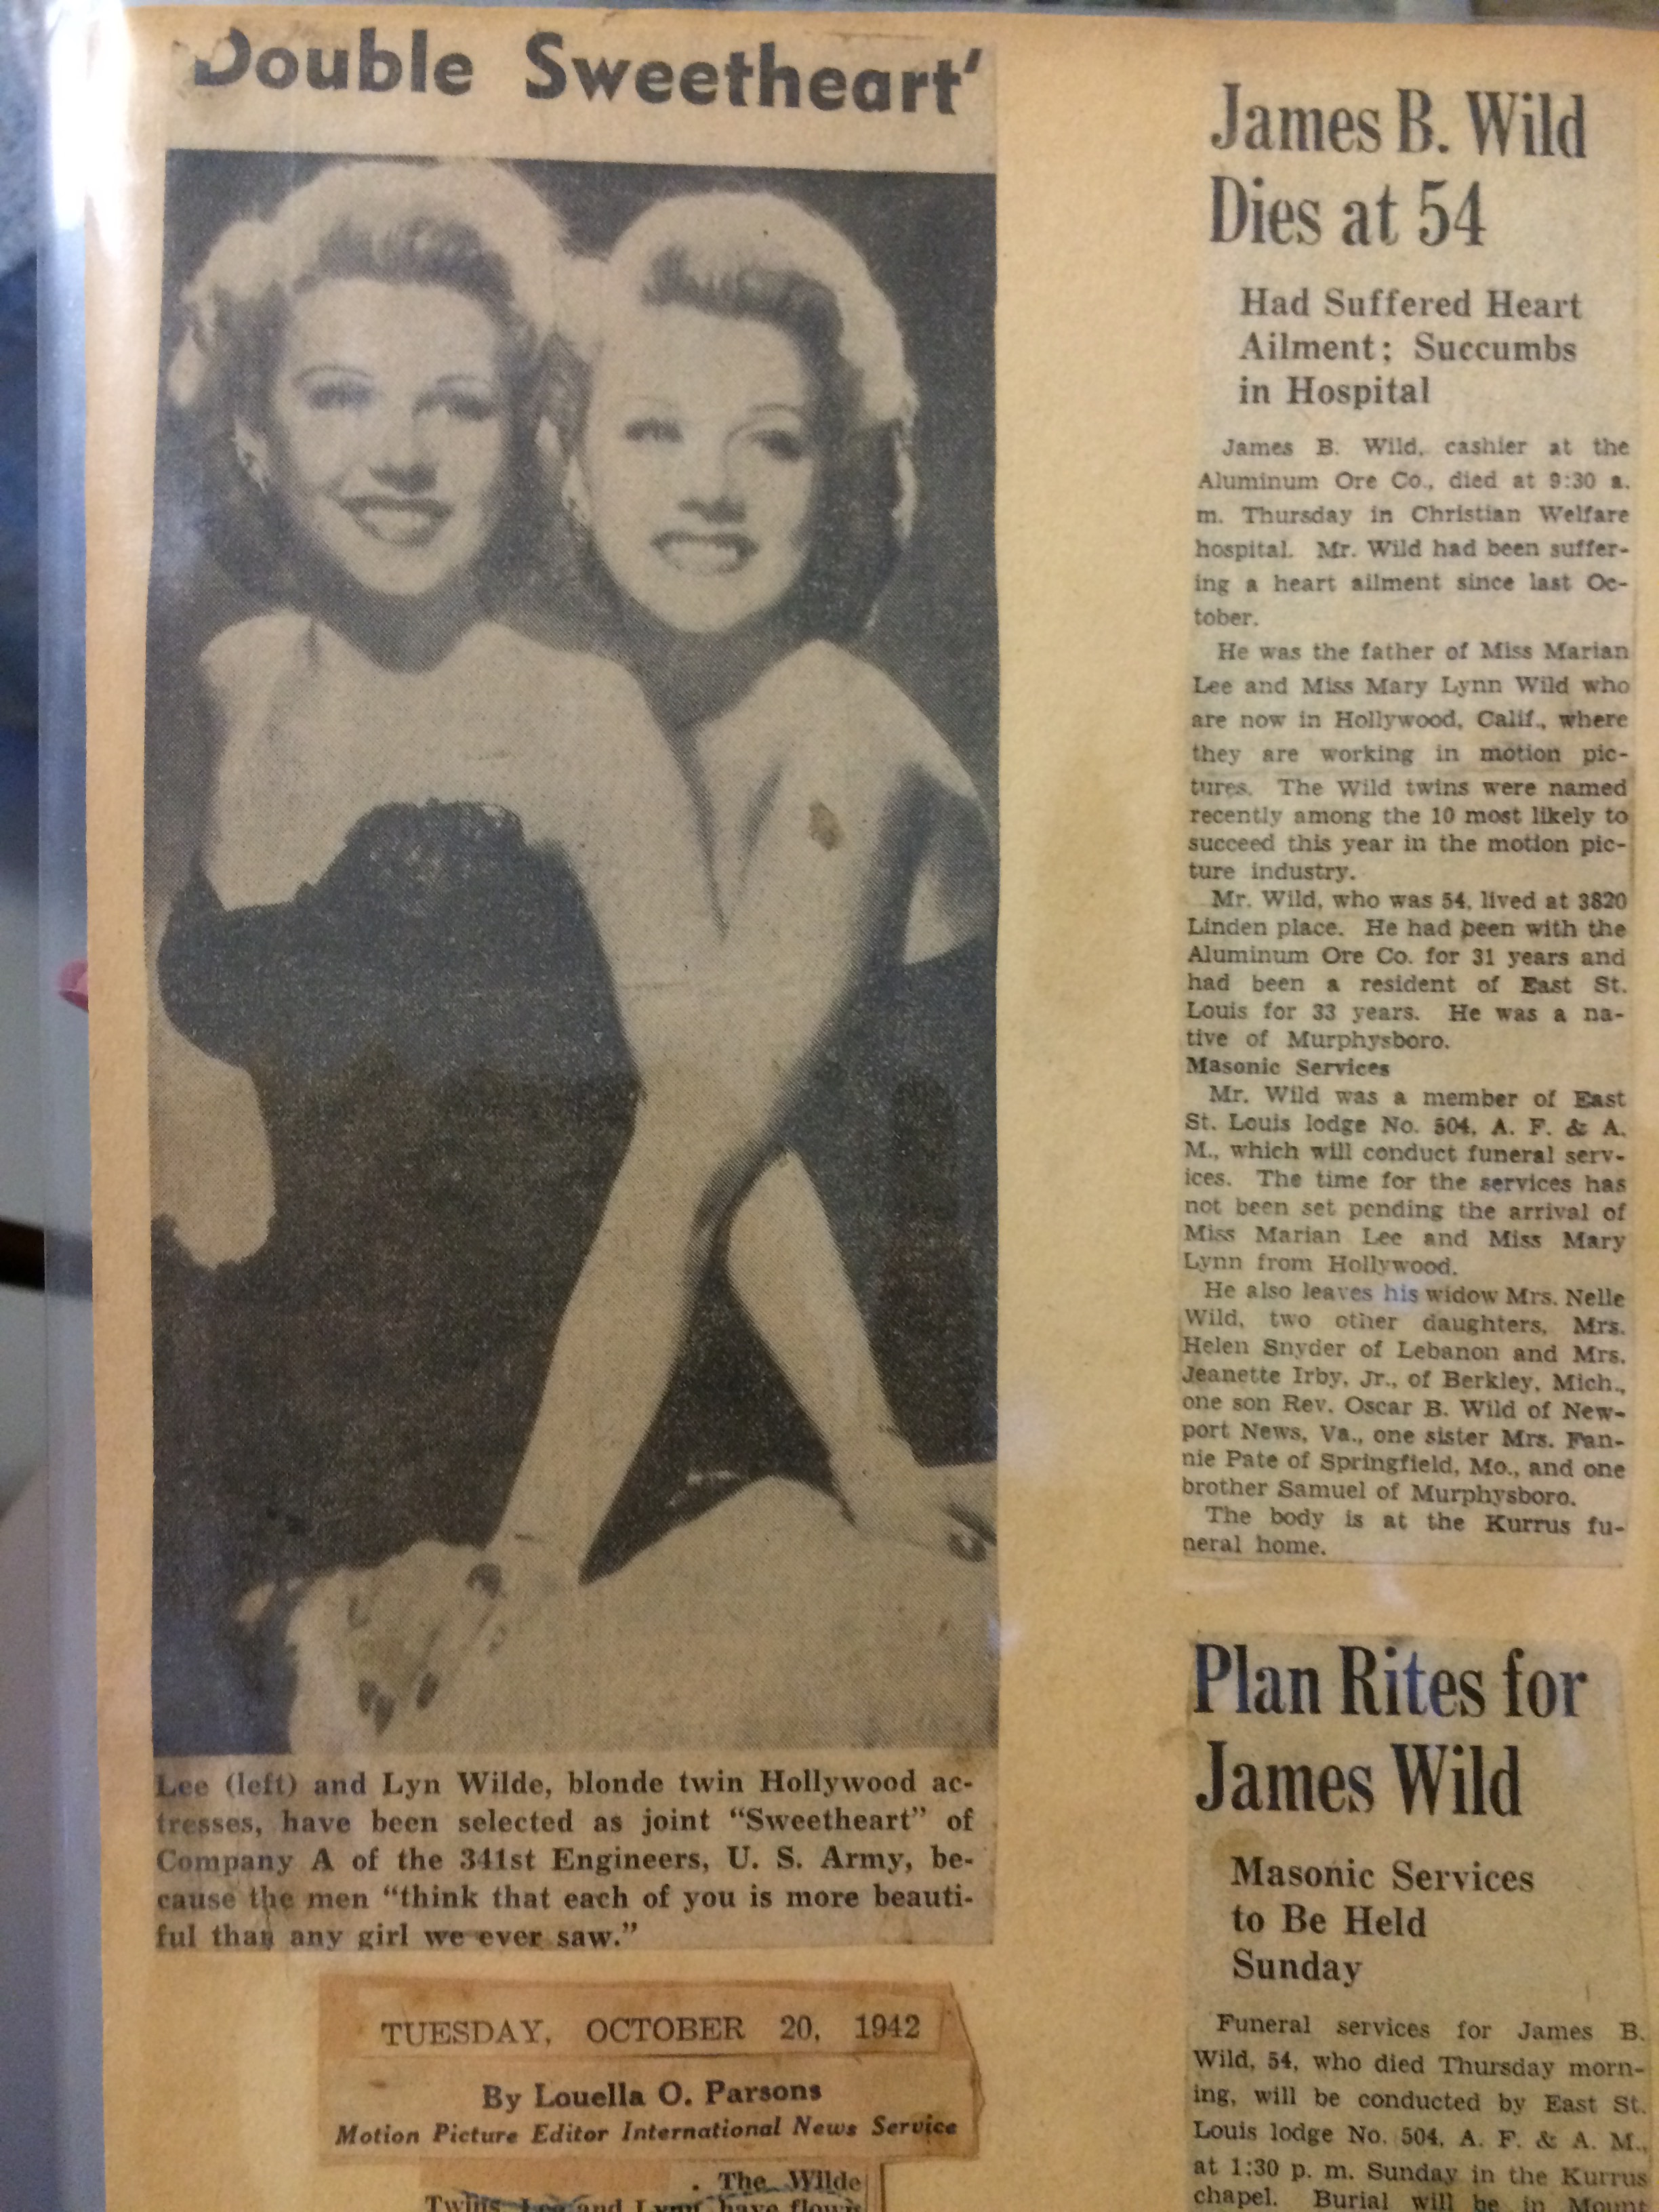 'Double Sweetheart'
Lee (left) and Lyn Wilde, blonde twin Hollywood ac-
tresses, have been selected as joint "Sweetheart" of
Company A of the 341st Engineers, U. S. Army, be-
cause the men "think that each of you is more beauti-
ful than any girl we ever saw."
TUESDAY, OCTOBER 20, 1942
By Louella O. Parsons
Motion Picture Editor International News Service
. The Wilde
Twins, Lee and Lynn have flown
James B. Wild
Dies at 54
Had Suffered Heart
Ailment; Succumbs
in Hospital
James B. Wild, cashier at the
Aluminum Ore Co., died at 9:30 a.
m. Thursday in Christian Welfare
hospital. Mr. Wild had been suffer-
ing a heart ailment since last Oc-
tober.
He was the father of Miss Marian
Lee and Miss Mary Lynn Wild who
are now in Hollywood, Calif., where
they are working in motion pic-
tures. The Wild twins were named
recently among the 10 most likely to
succeed this year in the motion pic-
ture industry.
Mr. Wild, who was 54, lived at 3820
Linden place. He had been with the
Aluminum Ore Co. for 31 years and
had been a resident of East St.
Louis for 33 years. He was a na-
tive of Murphysboro.
Masonic Services
Mr. Wild was a member of East
St. Louis lodge No. 504, A. F. & A.
M., which will conduct funeral serv-
ices. The time for the services has
not been set pending the arrival of
Miss Marian Lee and Miss Mary
Lynn from Hollywood.
He also leaves his widow Mrs. Nelle
Wild, two other daughters, Mrs.
Helen Snyder of Lebanon and Mrs.
Jeanette Irby, Jr., of Berkley, Mich.,
one son Rev. Oscar B. Wild of New-
port News, Va., one sister Mrs. Fan-
nie Pate of Springfield, Mo., and one
brother Samuel of Murphysboro.
The body is at the Kurrus fu-
neral home.
Plan Rites for
James Wild
Masonic Services
to Be Held
Sunday
Funeral services for James B.
Wild, 54, who died Thursday morn-
ing, will be conducted by East St.
Louis lodge No. 504, A. F. & A. M.,
at 1:30 p. m. Sunday in the Kurrus
chapel. Burial will be in Mount